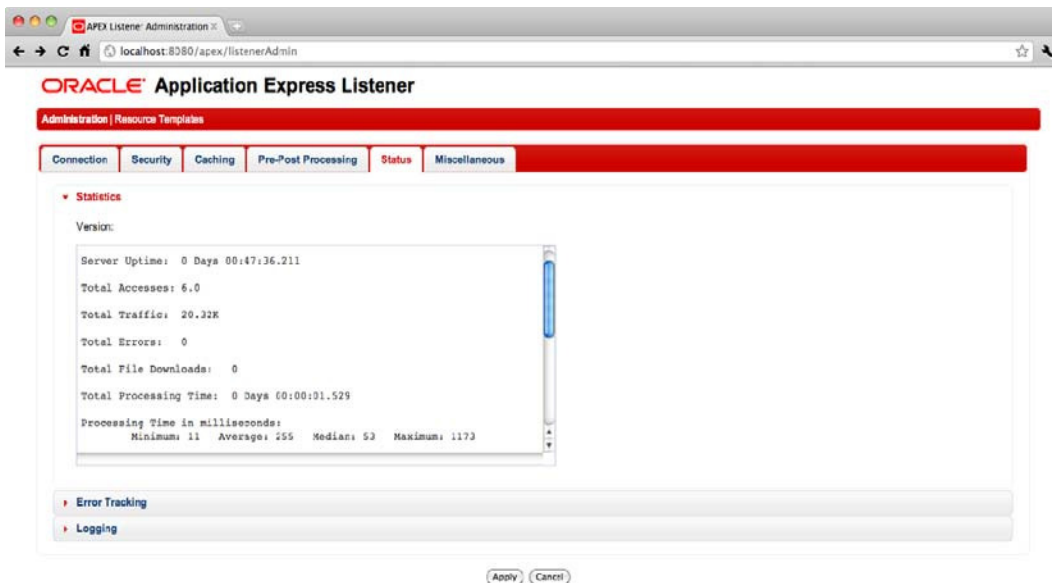 APEX Listener Administration
localhost:8080/apex/listenerAdmin
ORACLE Application Express Listener
Administration | Resource Templates
Connection Security Caching Pre-Post Processing Status Miscellaneous
Statistics
Version:
Server Uptime: 0 Days 00:47:36.211
Total Accesses: 6.0
Total Traffic: 20.32K
Total Errors: 0
Total File Downloads: 0
Total Processing Time: 0 Days 00:00:01.529
Processing Time in milliseconds:
Minimum: 11 Average: 255 Median: 53 Maximum: 1173
Error Tracking
Logging
Apply Cancel